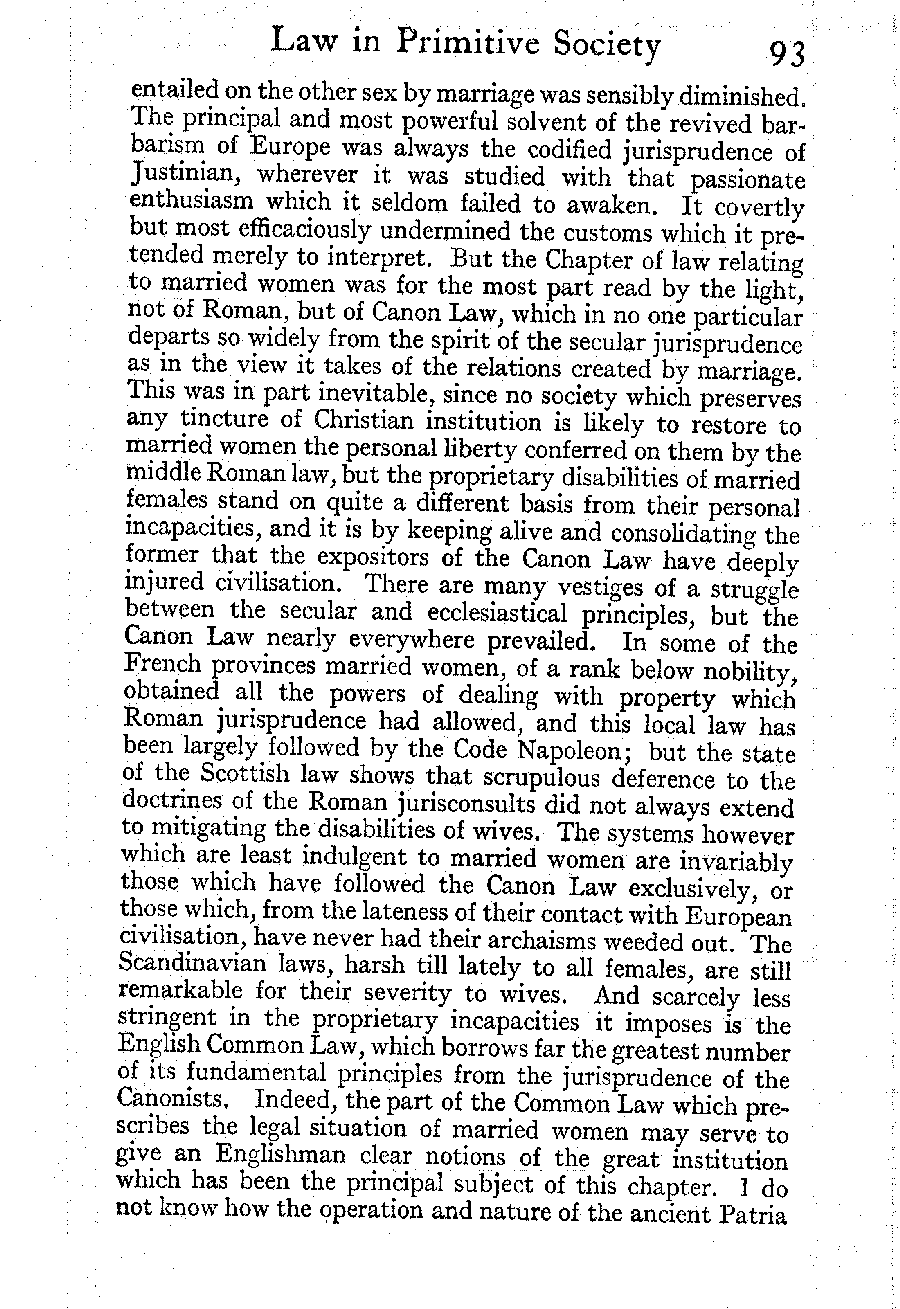 Law in Primitive Society 93
entailed on the other sex by marriage was sensibly diminished.
The principal and most powerful solvent of the revived bar-
barism of Europe was always the codified jurisprudence of
Justinian, wherever it was studied with that passionate
enthusiasm which it seldom failed to awaken. It covertly
but most efficaciously undermined the customs which it pre-
tended merely to interpret. But the Chapter of law relating
to married women was for the most part read by the light,
not of Roman, but of Canon Law, which in no one particular
departs so widely from the spirit of the secular jurisprudence
as in the view it takes of the relations created by marriage.
This was in part inevitable, since no society which preserves
any tincture of Christian institution is likely to restore to
married women the personal liberty conferred on them by the
middle Roman law, but the proprietary disabilities of married
females stand on quite a different basis from their personal
incapacities, and it is by keeping alive and consolidating the
former that the expositors of the Canon Law have deeply
injured civilisation. There are many vestiges of a struggle
between the secular and ecclesiastical principles, but the
Canon Law nearly everywhere prevailed. In some of the
French provinces married women, of a rank below nobility,
obtained all the powers of dealing with property which
Roman jurisprudence had allowed, and this local law has
been largely followed by the Code Napoleon; but the state
of the Scottish law shows that scrupulous deference to the
doctrines of the Roman jurisconsults did not always extend
to mitigating the disabilities of wives. The systems however
which are least indulgent to married women are invariably
those which have followed the Canon Law exclusively, or
those which, from the lateness of their contact with European
civilisation, have never had their archaisms weeded out. The
Scandinavian laws, harsh till lately to all females, are still
remarkable for their severity to wives. And scarcely less
stringent in the proprietary incapacities it imposes is the
English Common Law, which borrows far the greatest number
of its fundamental principles from the jurisprudence of the
Canonists. Indeed, the part of the Common Law which pre-
scribes the legal situation of married women may serve to
give an Englishman clear notions of the great institution
which has been the principal subject of this chapter. I do
not know how the operation and nature of the ancient Patria